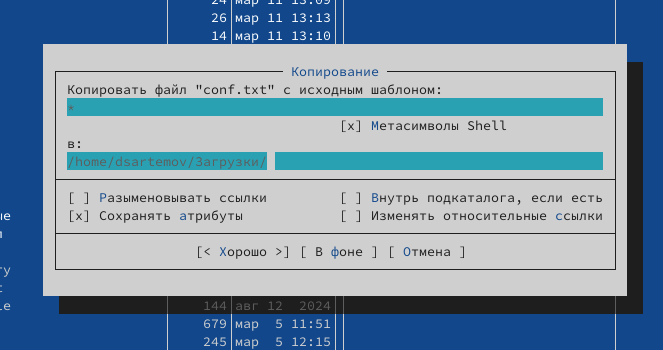 24 мар 11 13:09
26 мар 11 13:13
14 мар 11 13:10
Копирование
Копировать файл "conf.txt" с исходным шаблоном:
*
[x] Метасимволы Shell
в:
/home/dsartemov/Загрузки/
[ ] Разыменовывать ссылки [ ] Внутрь подкаталога, если есть
[x] Сохранять атрибуты [ ] Изменять относительные ссылки
[< Хорошо >] [ В фоне ] [ Отмена ]
144 авг 12 2024
679 мар 5 11:51
245 мар 5 12:15